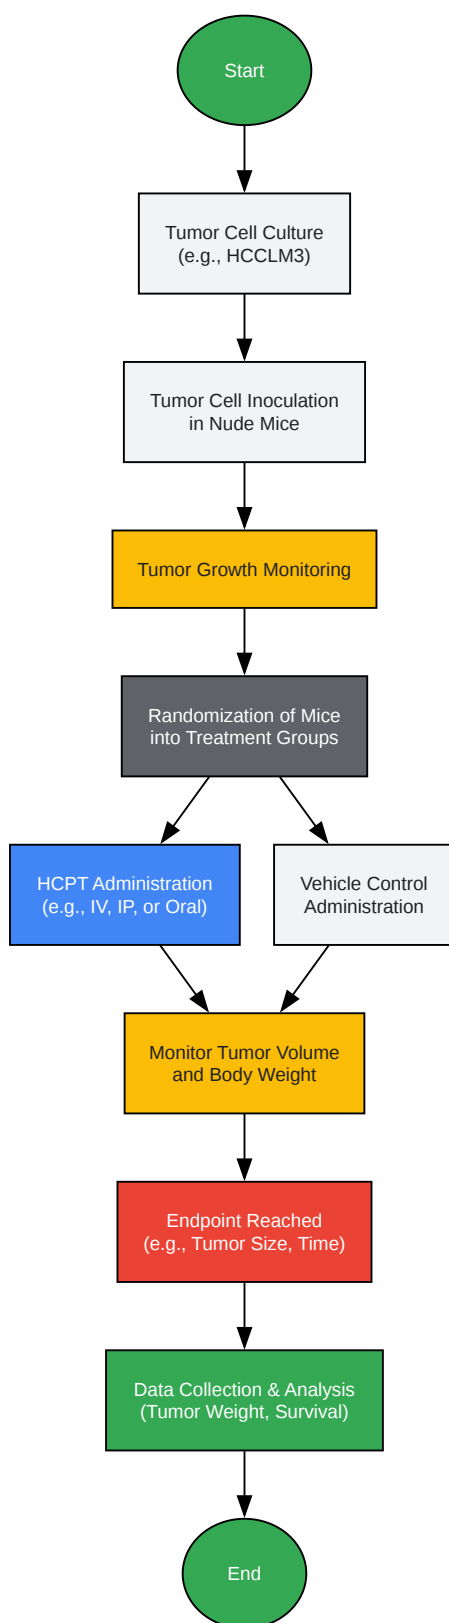 Start
Tumor Cell Culture
(e.g., HCCLM3)
Tumor Cell Inoculation
in Nude Mice
Tumor Growth Monitoring
Randomization of Mice
into Treatment Groups
HCPT Administration
(e.g., IV, IP, or Oral)
Vehicle Control
Administration
Monitor Tumor Volume
and Body Weight
Endpoint Reached
(e.g., Tumor Size, Time)
Data Collection & Analysis
(Tumor Weight, Survival)
End